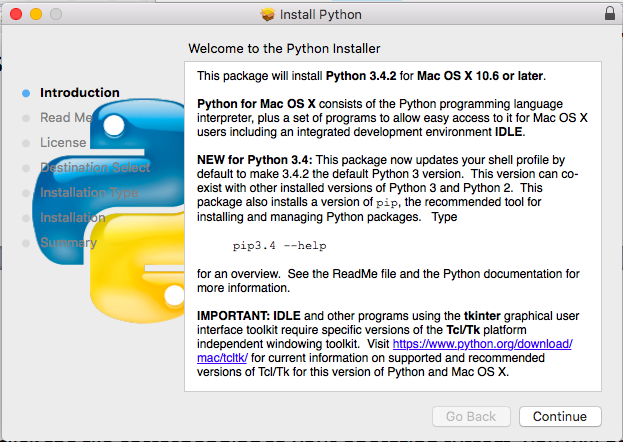 Install Python
Welcome to the Python Installer
Introduction
Read Me
License
Destination Select
Installation Type
Installation
Summary
This package will install Python 3.4.2 for Mac OS X 10.6 or later.
Python for Mac OS X consists of the Python programming language
interpreter, plus a set of programs to allow easy access to it for Mac OS X
users including an integrated development environment IDLE.
NEW for Python 3.4: This package now updates your shell profile by
default to make 3.4.2 the default Python 3 version.  This version can co-
exist with other installed versions of Python 3 and Python 2.  This
package also installs a version of pip, the recommended tool for
installing and managing Python packages.   Type
pip3.4 --help
for an overview.  See the ReadMe file and the Python documentation for
more information.
IMPORTANT: IDLE and other programs using the tkinter graphical user
interface toolkit require specific versions of the Tcl/Tk platform
independent windowing toolkit.  Visit https://www.python.org/download/
mac/tcltk/ for current information on supported and recommended
versions of Tcl/Tk for this version of Python and Mac OS X.
Go Back
Continue